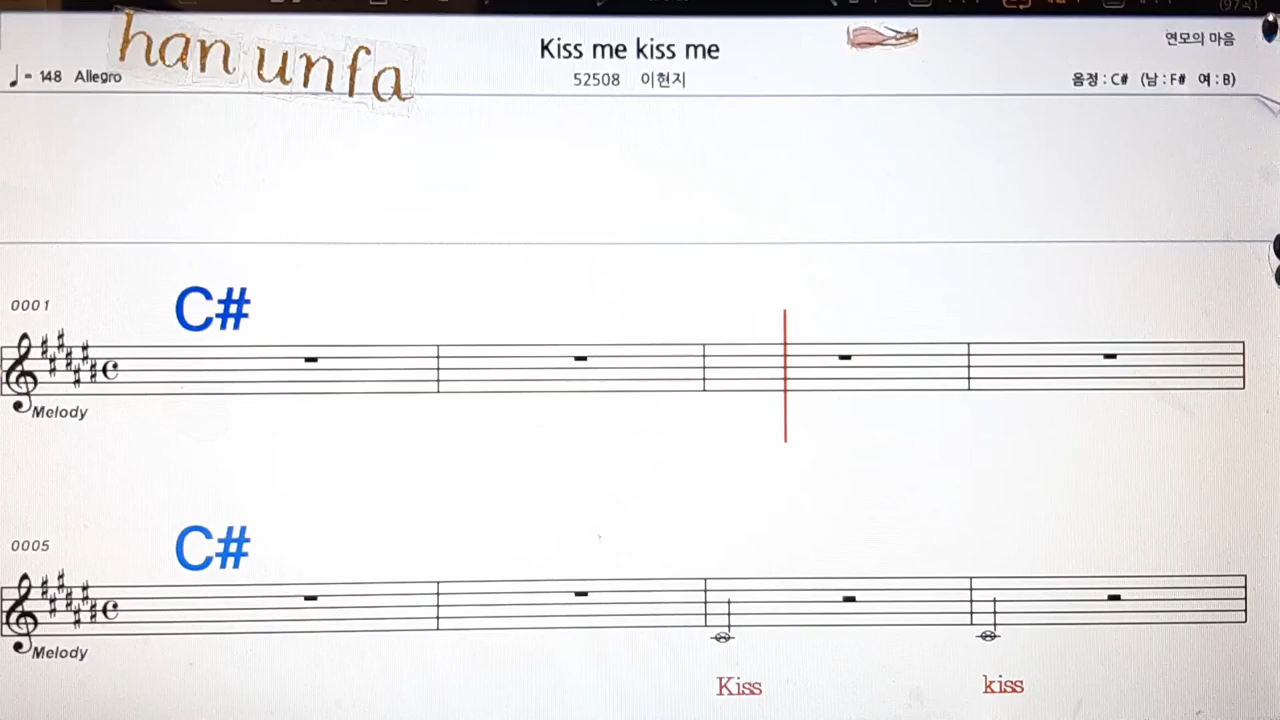 han unfa
Kiss me kiss me
연모의 마음
♩= 148 Allegro
52508 이현지
음정 : C# (남 : F# 여 : B)
0001
C#
Melody
0005
C#
Melody
Kiss kiss